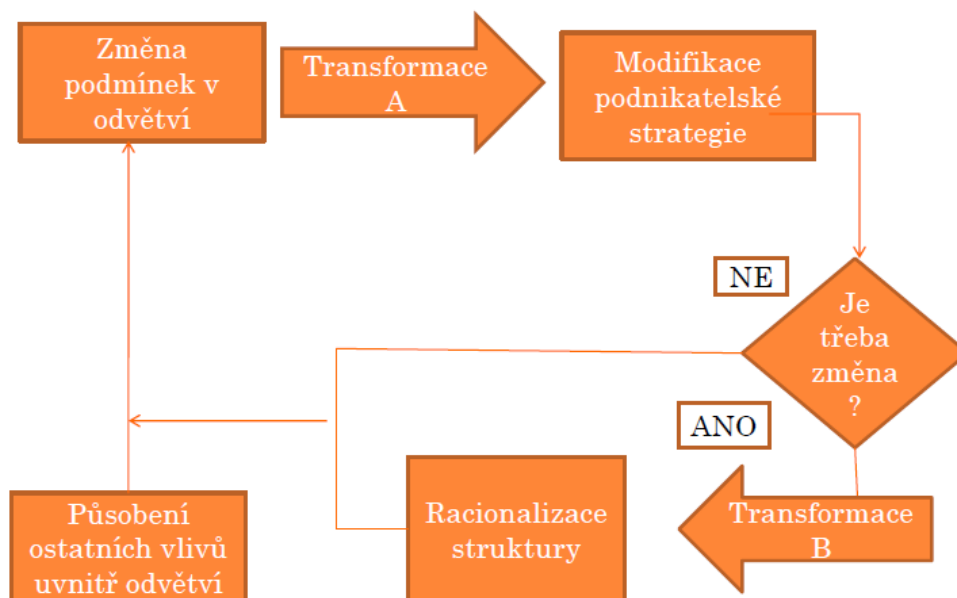 Změna
podmínek v
odvětví
Transformace
A
Modifikace
podnikatelské
strategie
NE
Je
třeba
změna
?
ANO
Transformace
B
Racionalizace
struktury
Působení
ostatních vlivů
uvnitř odvětví